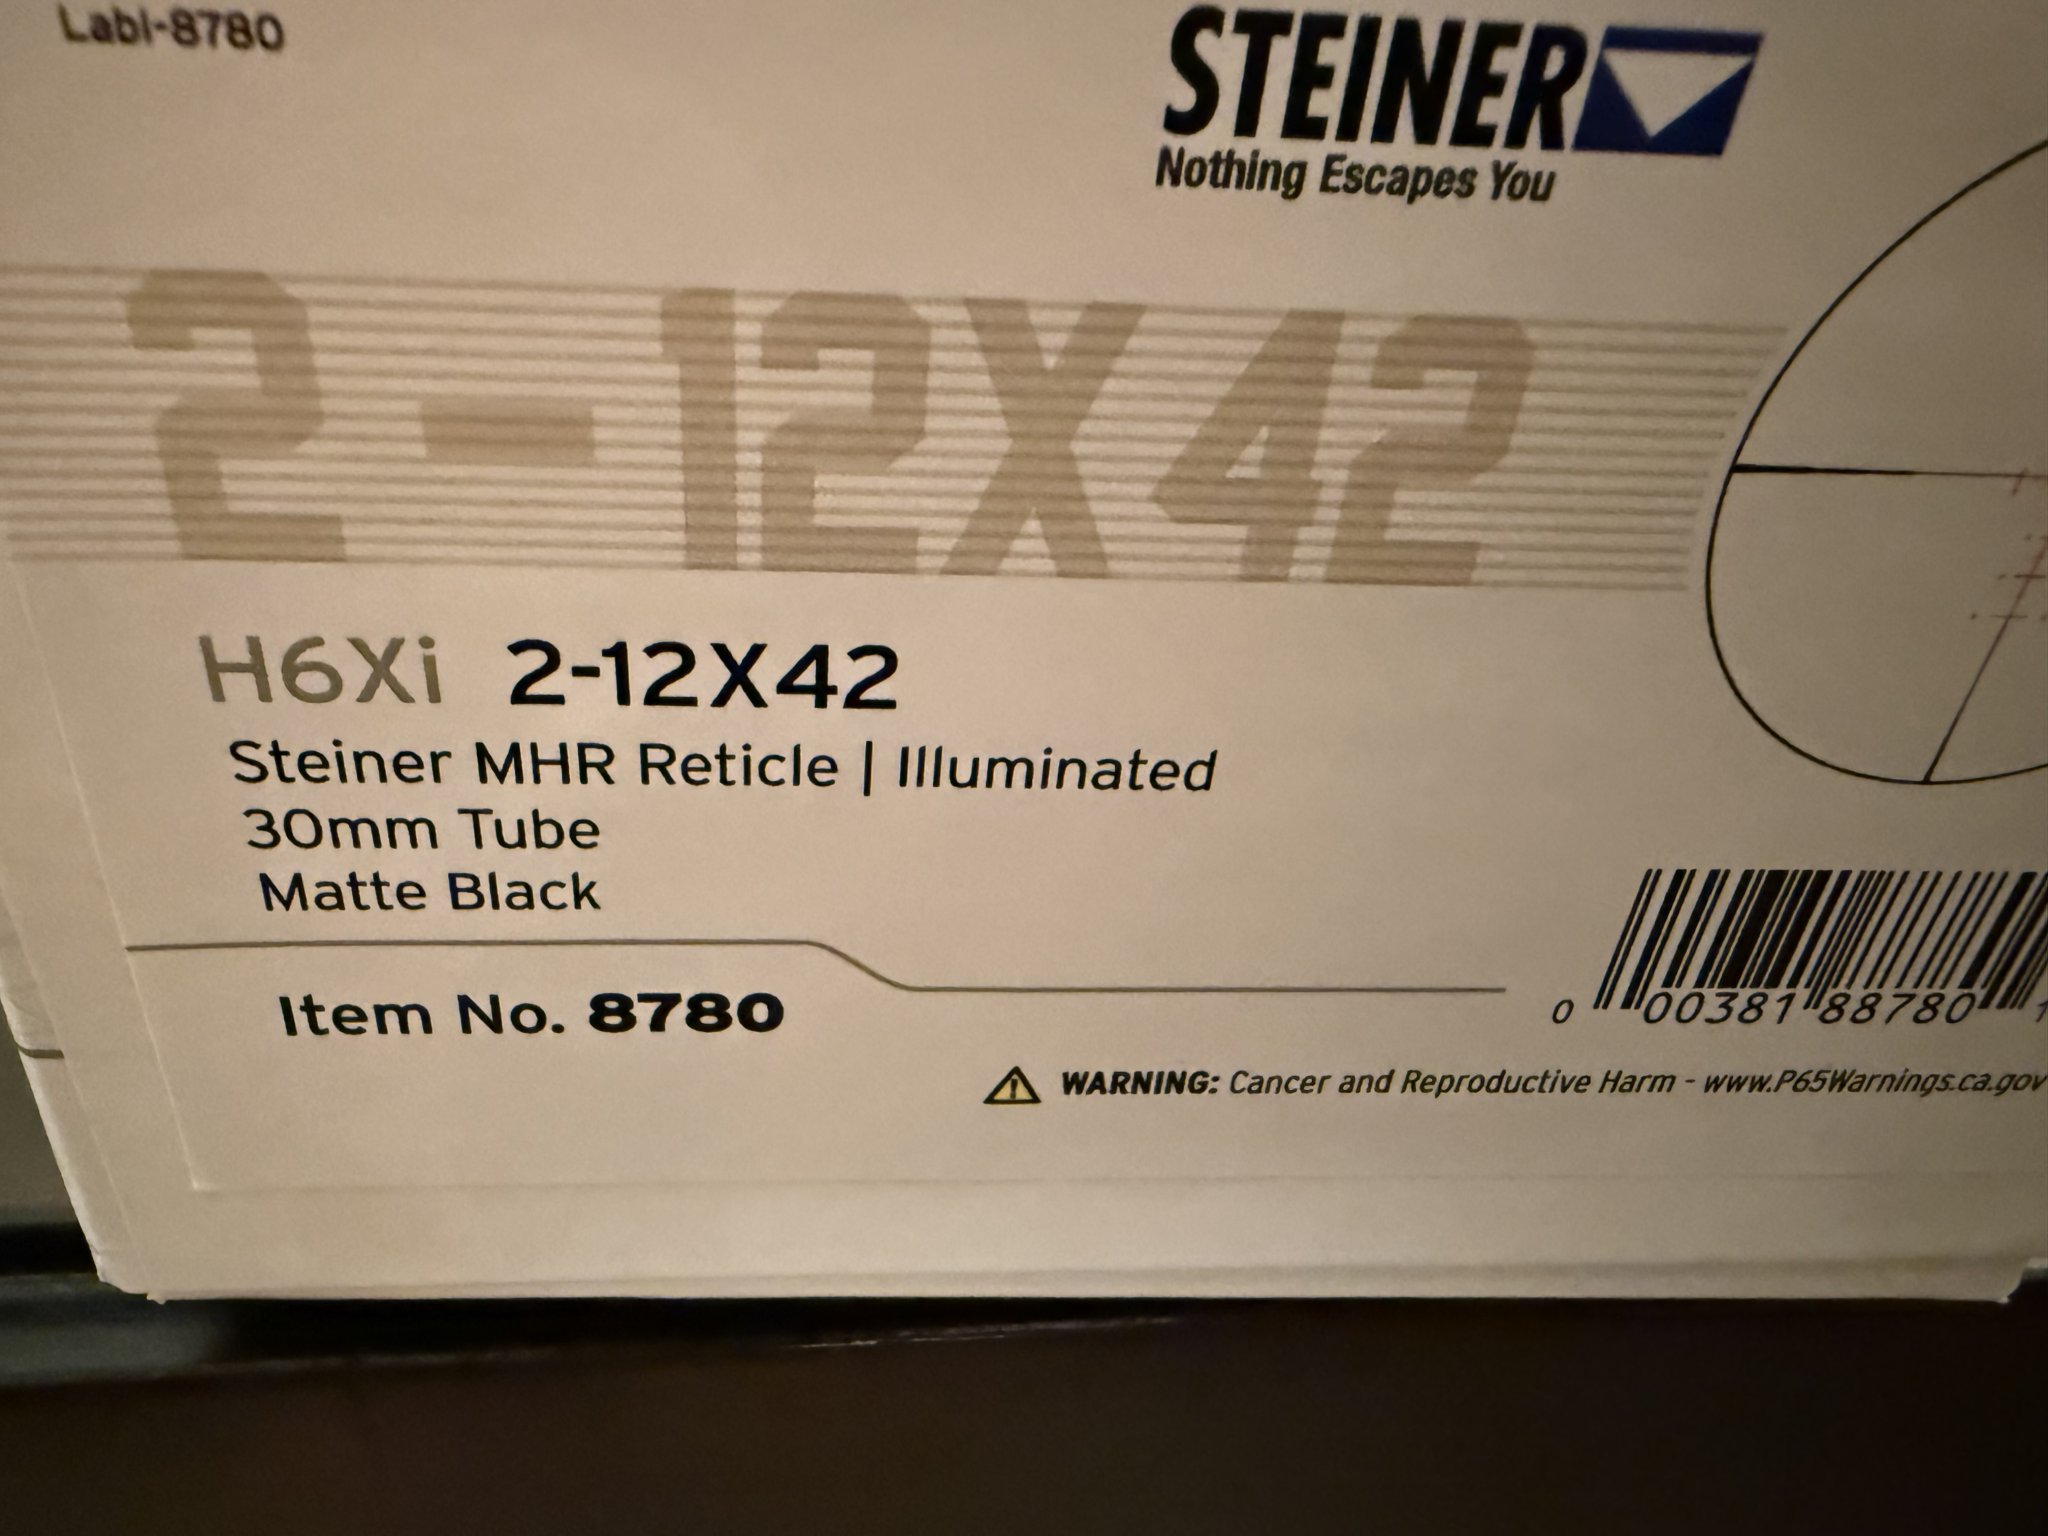 Labl-8780
STEINER
Nothing Escapes You
2-12X42
H6Xi 2-12X42
Steiner MHR Reticle | Illuminated
30mm Tube
Matte Black
Item No. 8780
0 00381 88780 1
WARNING: Cancer and Reproductive Harm - www.P65Warnings.ca.gov